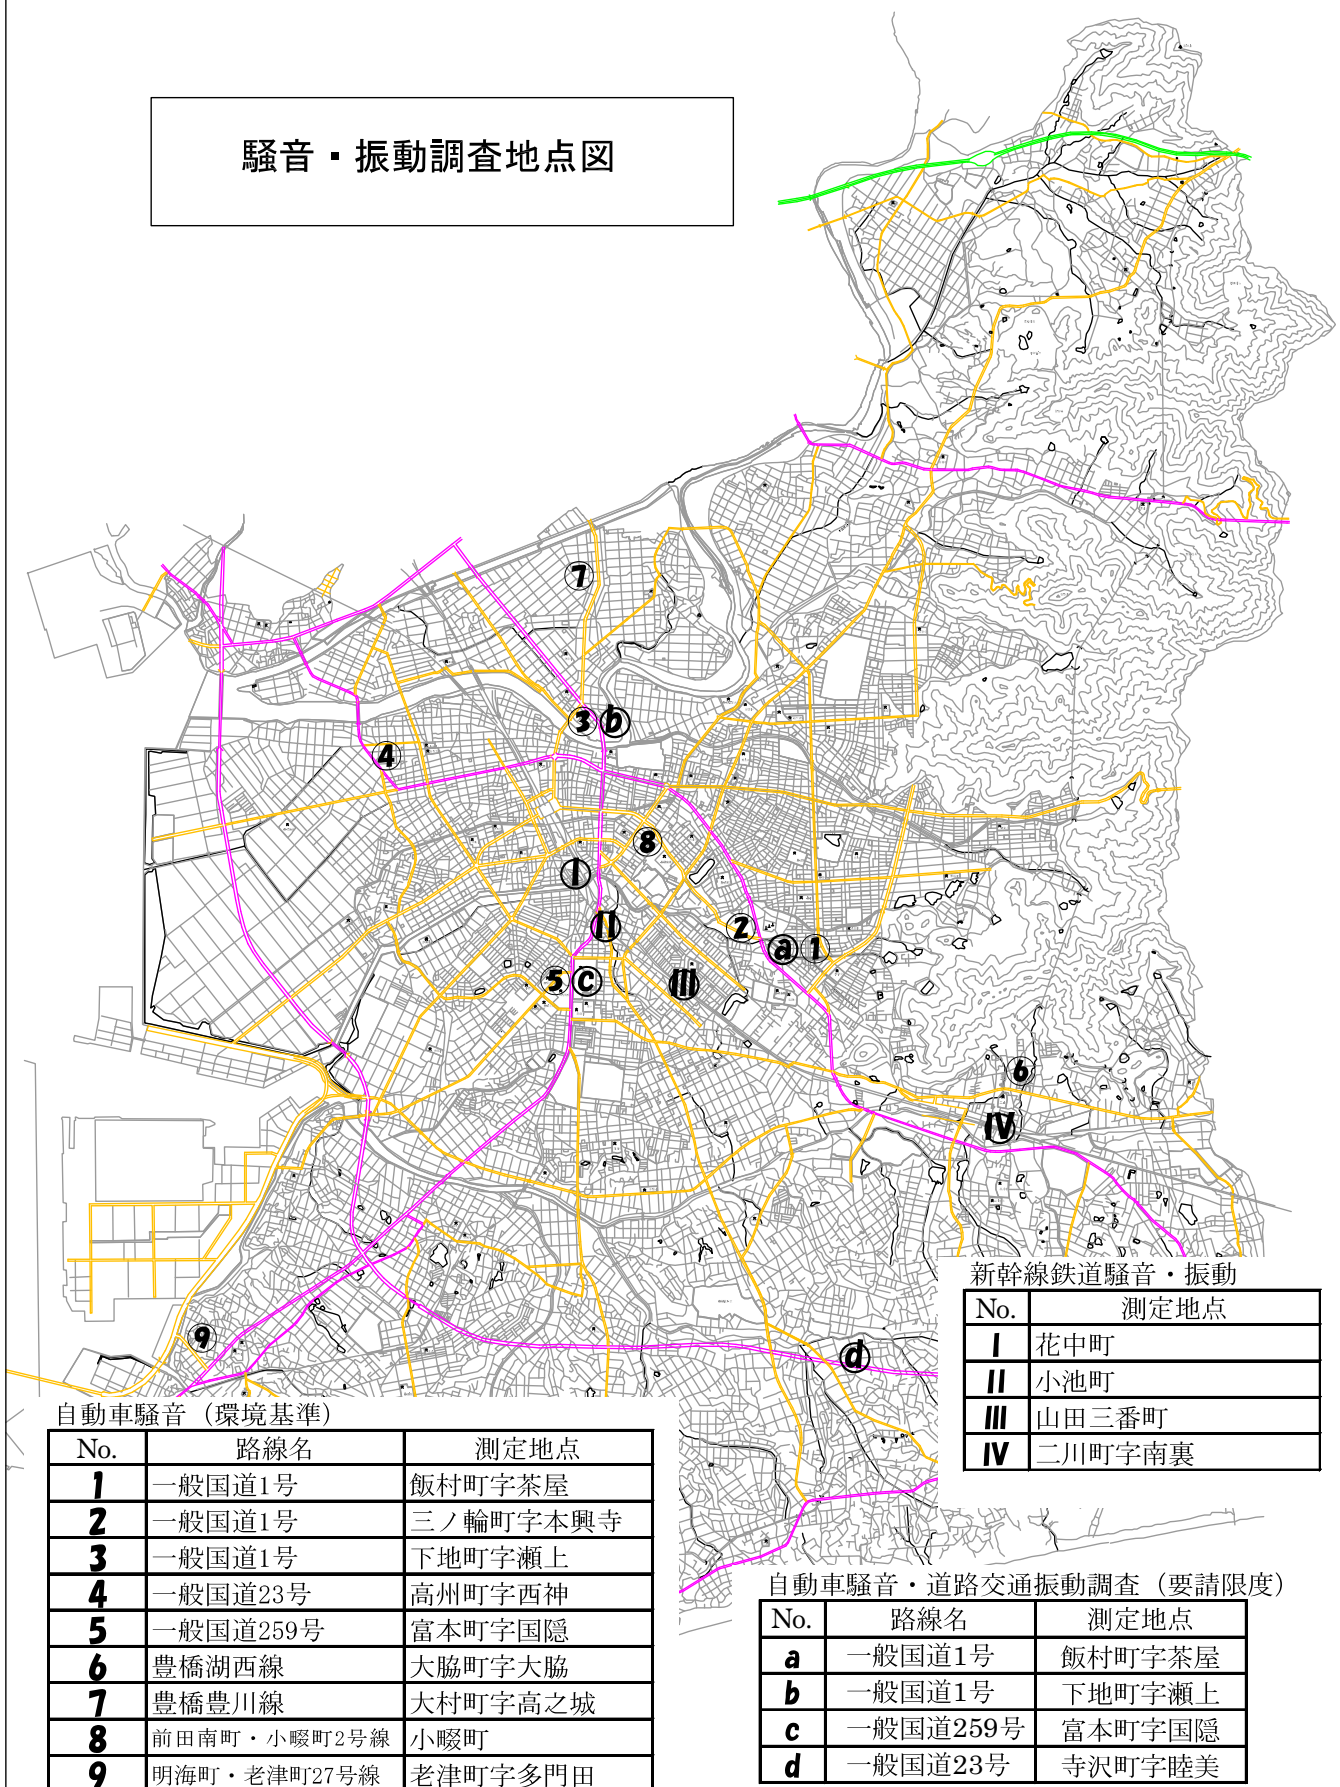 騒音・振動調査地点図
7
3 b
4
8
I
II
2
a 1
5 c
III
6
IV
9
d
新幹線鉄道騒音・振動
No. 測定地点
I 花中町
II 小池町
III 山田三番町
IV 二川町字南裏
自動車騒音（環境基準）
No. 路線名 測定地点
1 一般国道1号 飯村町字茶屋
2 一般国道1号 三ノ輪町字本興寺
3 一般国道1号 下地町字瀬上
4 一般国道23号 高州町字西神
5 一般国道259号 富本町字国隠
6 豊橋湖西線 大脇町字大脇
7 豊橋豊川線 大村町字高之城
8 前田南町・小畷町2号線 小畷町
9 明海町・老津町27号線 老津町字多門田
自動車騒音・道路交通振動調査（要請限度）
No. 路線名 測定地点
a 一般国道1号 飯村町字茶屋
b 一般国道1号 下地町字瀬上
c 一般国道259号 富本町字国隠
d 一般国道23号 寺沢町字睦美